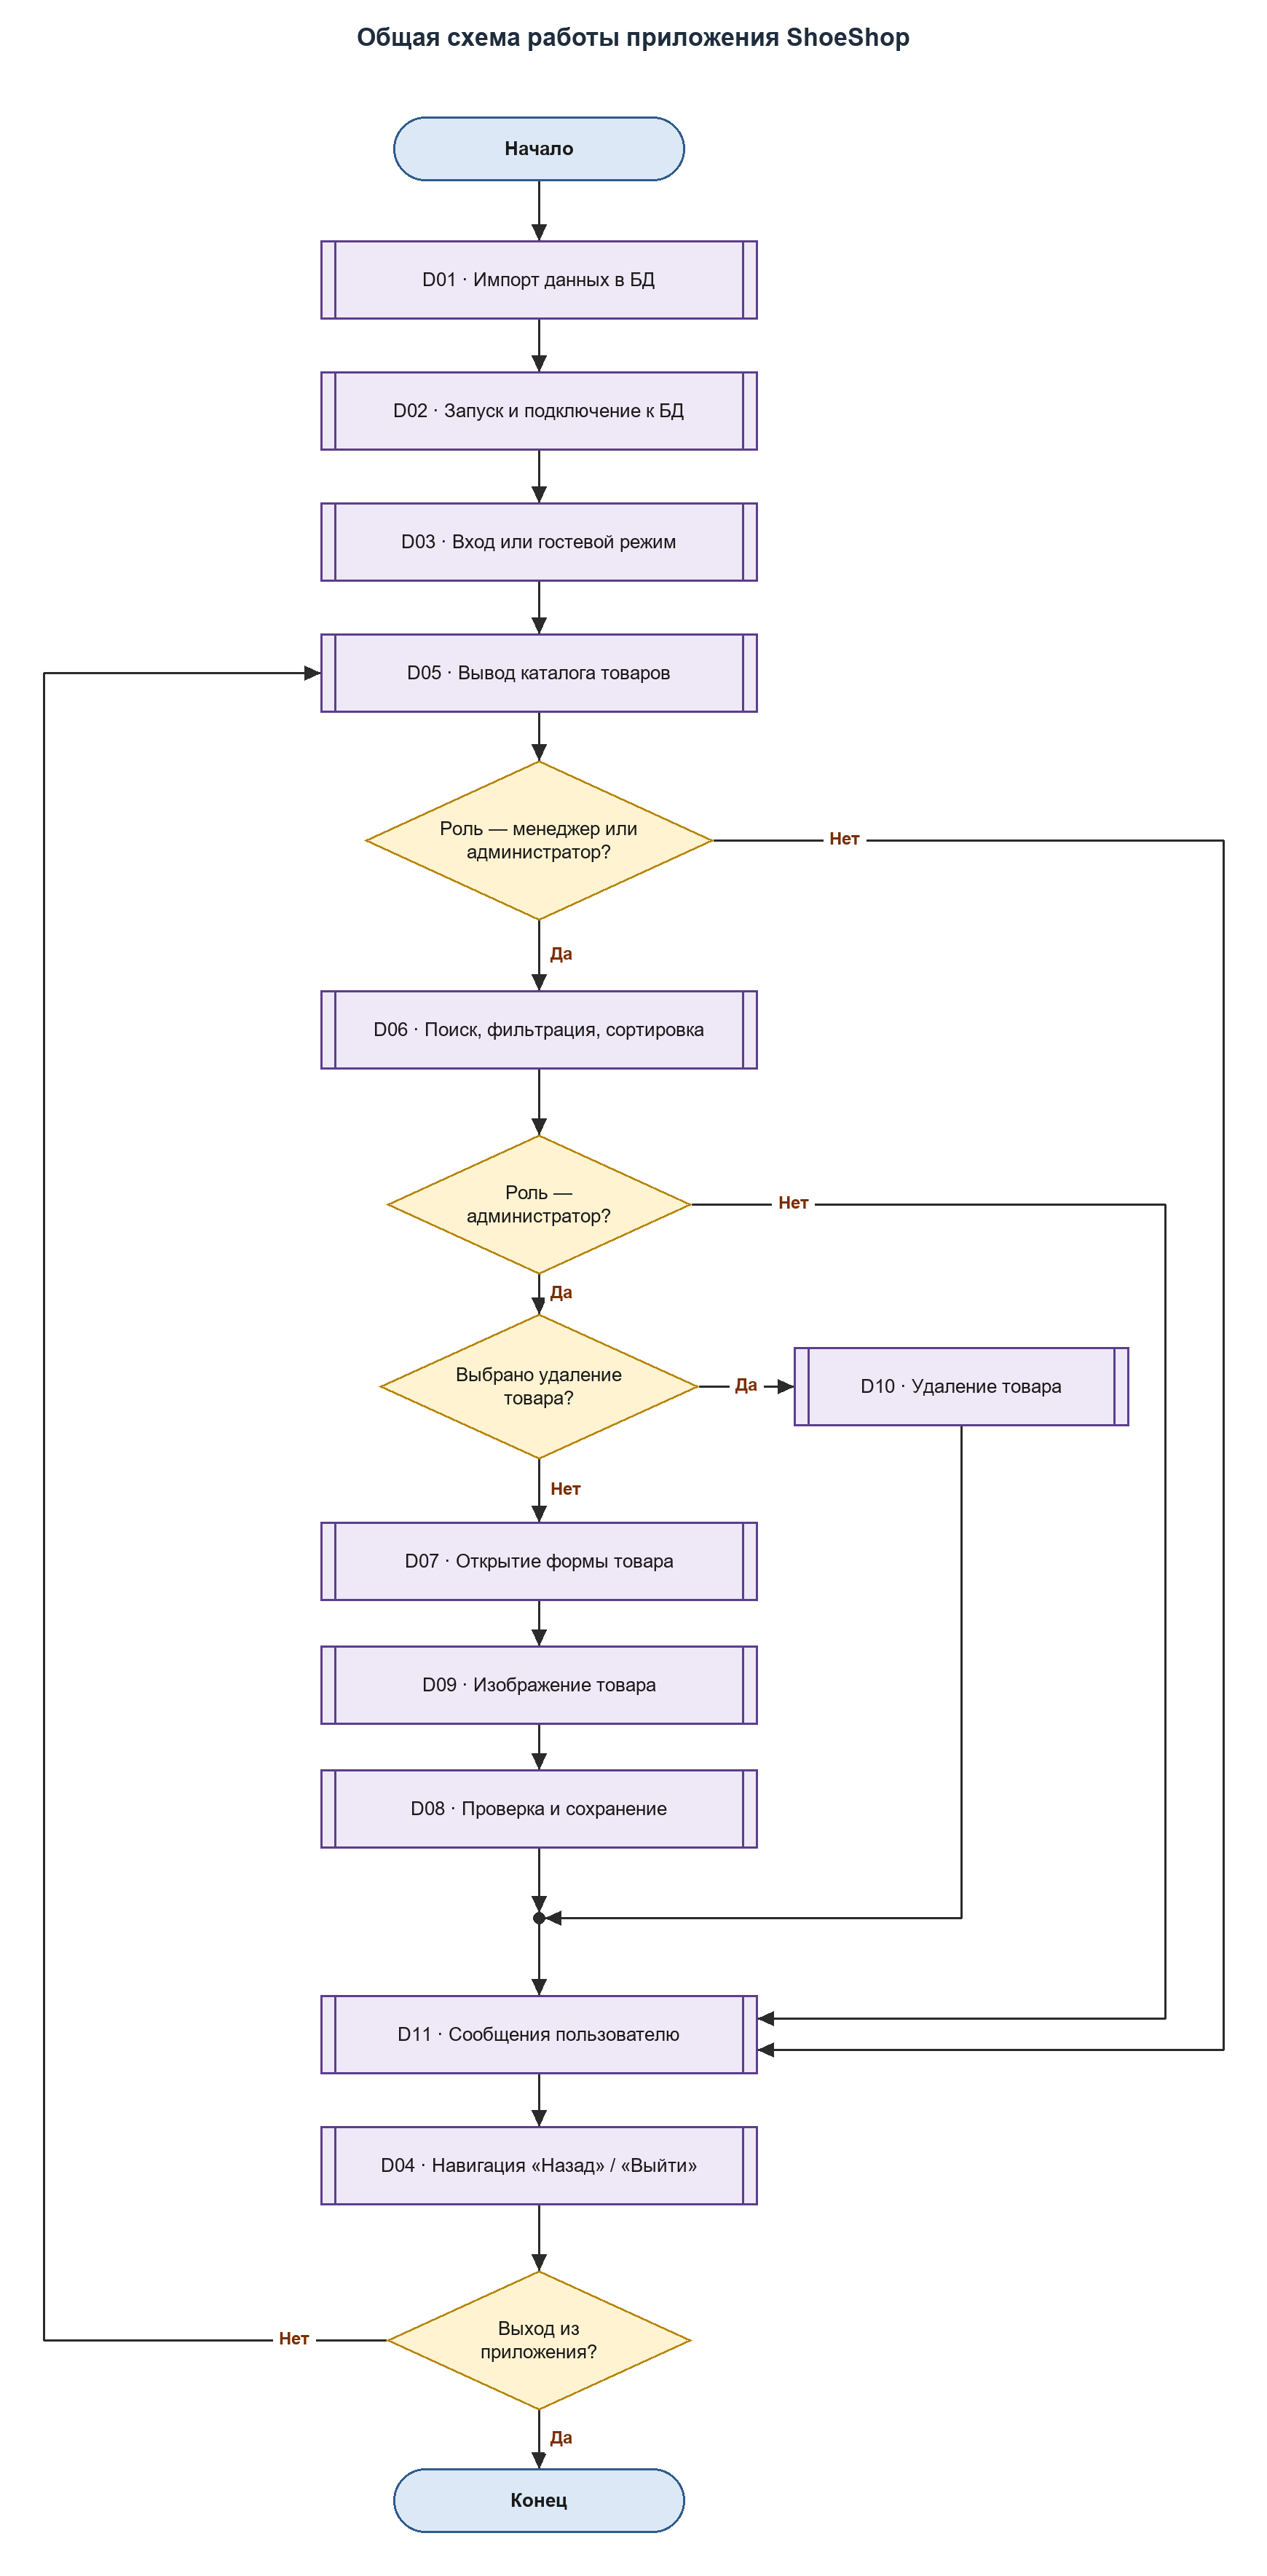 Общая схема работы приложения ShoeShop
Начало
D01 · Импорт данных в БД
D02 · Запуск и подключение к БД
D03 · Вход или гостевой режим
D05 · Вывод каталога товаров
Роль — менеджер или
администратор?
Нет
Да
D06 · Поиск, фильтрация, сортировка
Роль —
администратор?
Нет
Да
Выбрано удаление
товара?
Да
D10 · Удаление товара
Нет
D07 · Открытие формы товара
D09 · Изображение товара
D08 · Проверка и сохранение
D11 · Сообщения пользователю
D04 · Навигация «Назад» / «Выйти»
Выход из
приложения?
Нет
Да
Конец